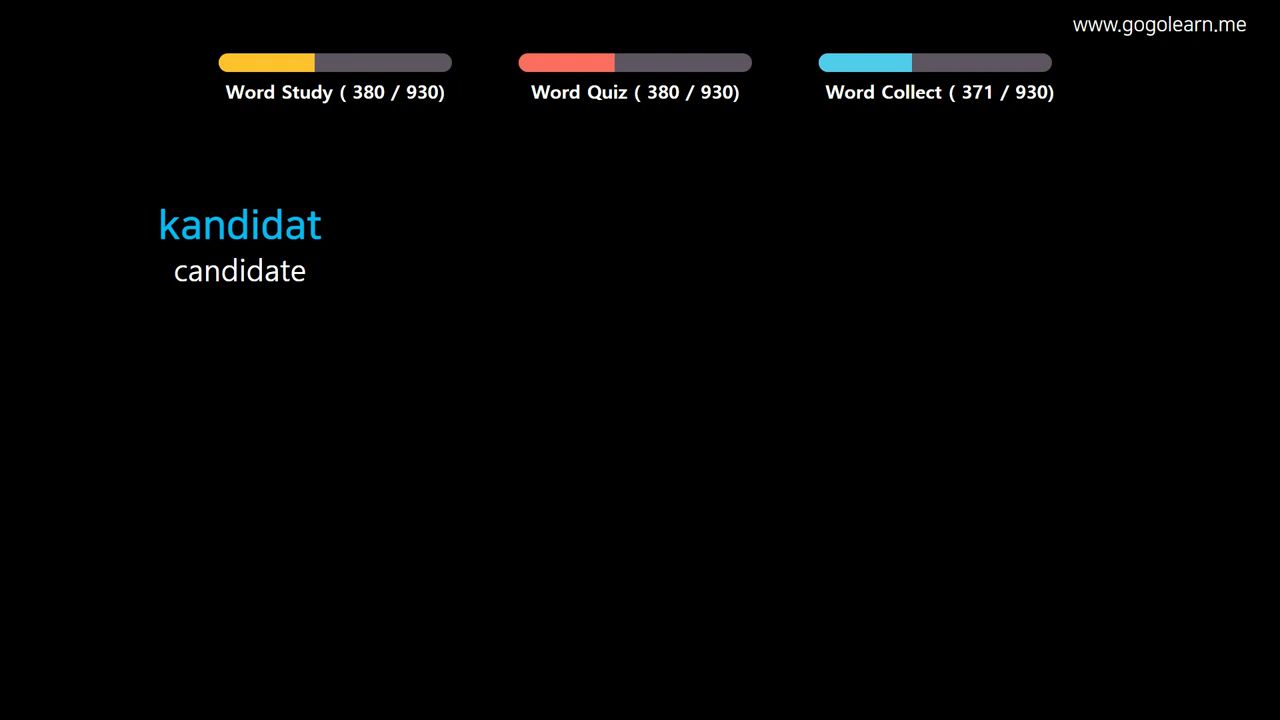 www.gogolearn.me
Word Study ( 380 / 930)
Word Quiz ( 380 / 930)
Word Collect ( 371 / 930)
kandidat
candidate